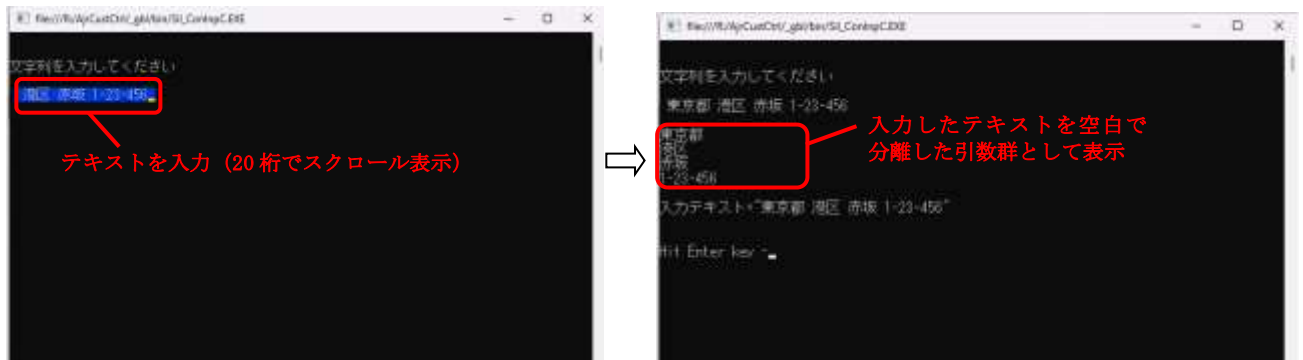 文字列を入力してください
港区 赤坂 1-23-456
テキストを入力（20 桁でスクロール表示）
文字列を入力してください
東京都 港区 赤坂 1-23-456
東京都
港区
赤坂
1-23-456
入力したテキストを空白で
分離した引数群として表示
入力テキスト="東京都 港区 赤坂 1-23-456"
Hit Enter key -